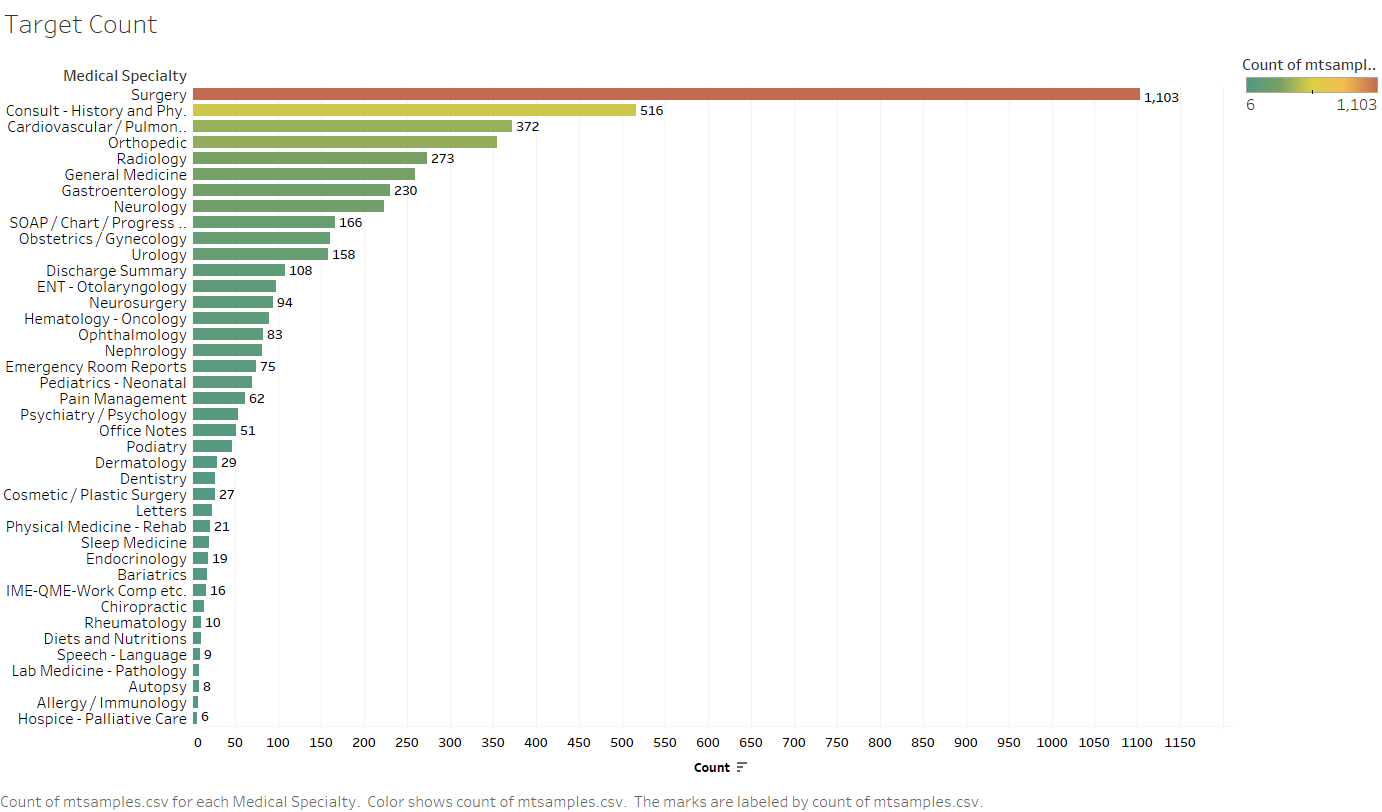 Target Count
Medical Specialty
Count of mtsampl..
6 1,103
Surgery 1,103
Consult - History and Phy. 516
Cardiovascular / Pulmon.. 372
Orthopedic
Radiology 273
General Medicine
Gastroenterology 230
Neurology
SOAP / Chart / Progress .. 166
Obstetrics / Gynecology
Urology 158
Discharge Summary 108
ENT - Otolaryngology
Neurosurgery 94
Hematology - Oncology
Ophthalmology 83
Nephrology
Emergency Room Reports 75
Pediatrics - Neonatal
Pain Management 62
Psychiatry / Psychology
Office Notes 51
Podiatry
Dermatology 29
Dentistry
Cosmetic / Plastic Surgery 27
Letters
Physical Medicine - Rehab 21
Sleep Medicine
Endocrinology 19
Bariatrics
IME-QME-Work Comp etc. 16
Chiropractic
Rheumatology 10
Diets and Nutritions
Speech - Language 9
Lab Medicine - Pathology
Autopsy 8
Allergy / Immunology
Hospice - Palliative Care 6
0 50 100 150 200 250 300 350 400 450 500 550 600 650 700 750 800 850 900 950 1000 1050 1100 1150
Count
Count of mtsamples.csv for each Medical Specialty. Color shows count of mtsamples.csv. The marks are labeled by count of mtsamples.csv.